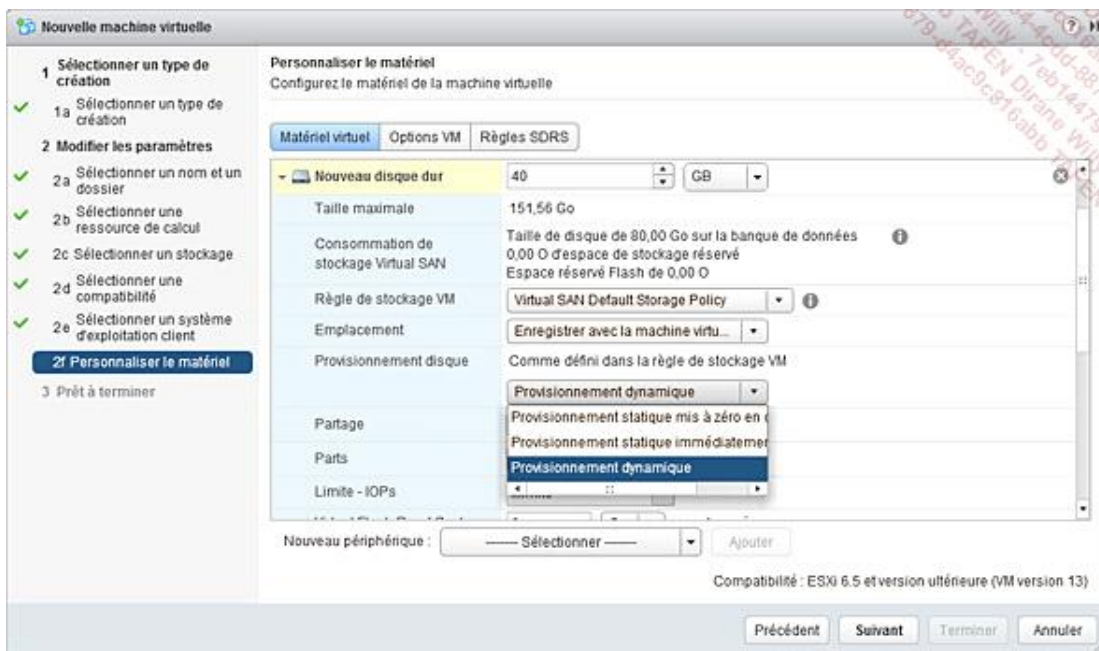 Nouvelle machine virtuelle
1 Sélectionner un type de
création
1a Sélectionner un type de
création
2 Modifier les paramètres
2a Sélectionner un nom et un
dossier
2b Sélectionner une
ressource de calcul
2c Sélectionner un stockage
2d Sélectionner une
compatibilité
2e Sélectionner un système
d'exploitation client
2f Personnaliser le matériel
3 Prêt à terminer
Personnaliser le matériel
Configurez le matériel de la machine virtuelle
Matériel virtuel Options VM Règles SDRS
Nouveau disque dur 40 GB
Taille maximale 151,56 Go
Consommation de
stockage Virtual SAN
Taille de disque de 80,00 Go sur la banque de données
0,00 O d'espace de stockage réservé
Espace réservé Flash de 0,00 O
Règle de stockage VM Virtual SAN Default Storage Policy
Emplacement Enregistrer avec la machine virtu...
Provisionnement disque Comme défini dans la règle de stockage VM
Provisionnement dynamique
Partage
Provisionnement statique mis à zéro en
Provisionnement statique immédiatemen
Parts
Provisionnement dynamique
Limite - IOPs
Nouveau périphérique : ------- Sélectionner ------- Ajouter
Compatibilité : ESXi 6.5 et version ultérieure (VM version 13)
Précédent Suivant Terminer Annuler